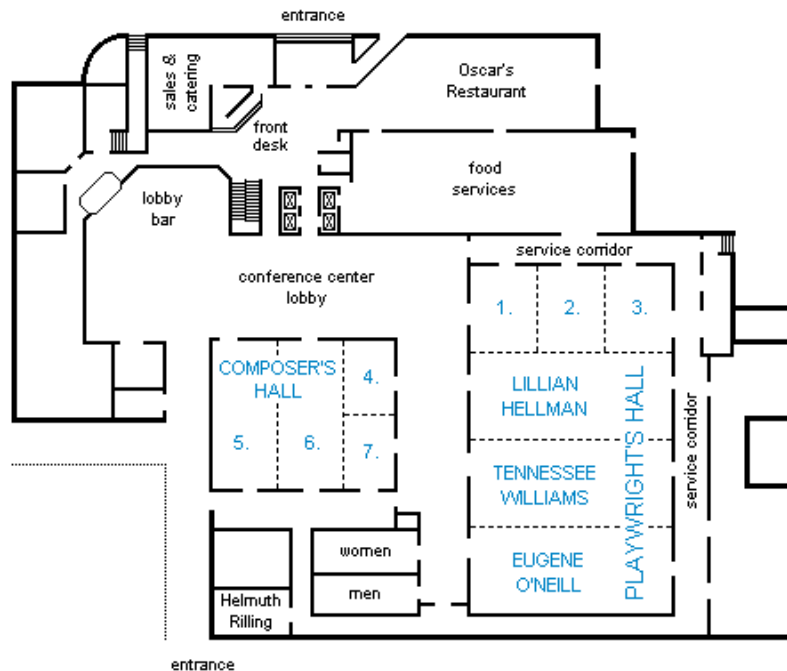 entrance
sales &
catering
Oscar's
Restaurant
front
desk
food
services
lobby
bar
service corridor
conference center
lobby
1.
2.
3.
COMPOSER'S
HALL
4.
LILLIAN
HELLMAN
PLAYWRIGHT'S HALL
service corridor
5.
6.
7.
TENNESSEE
WILLIAMS
women
EUGENE
O'NEILL
men
Helmuth
Rilling
entrance